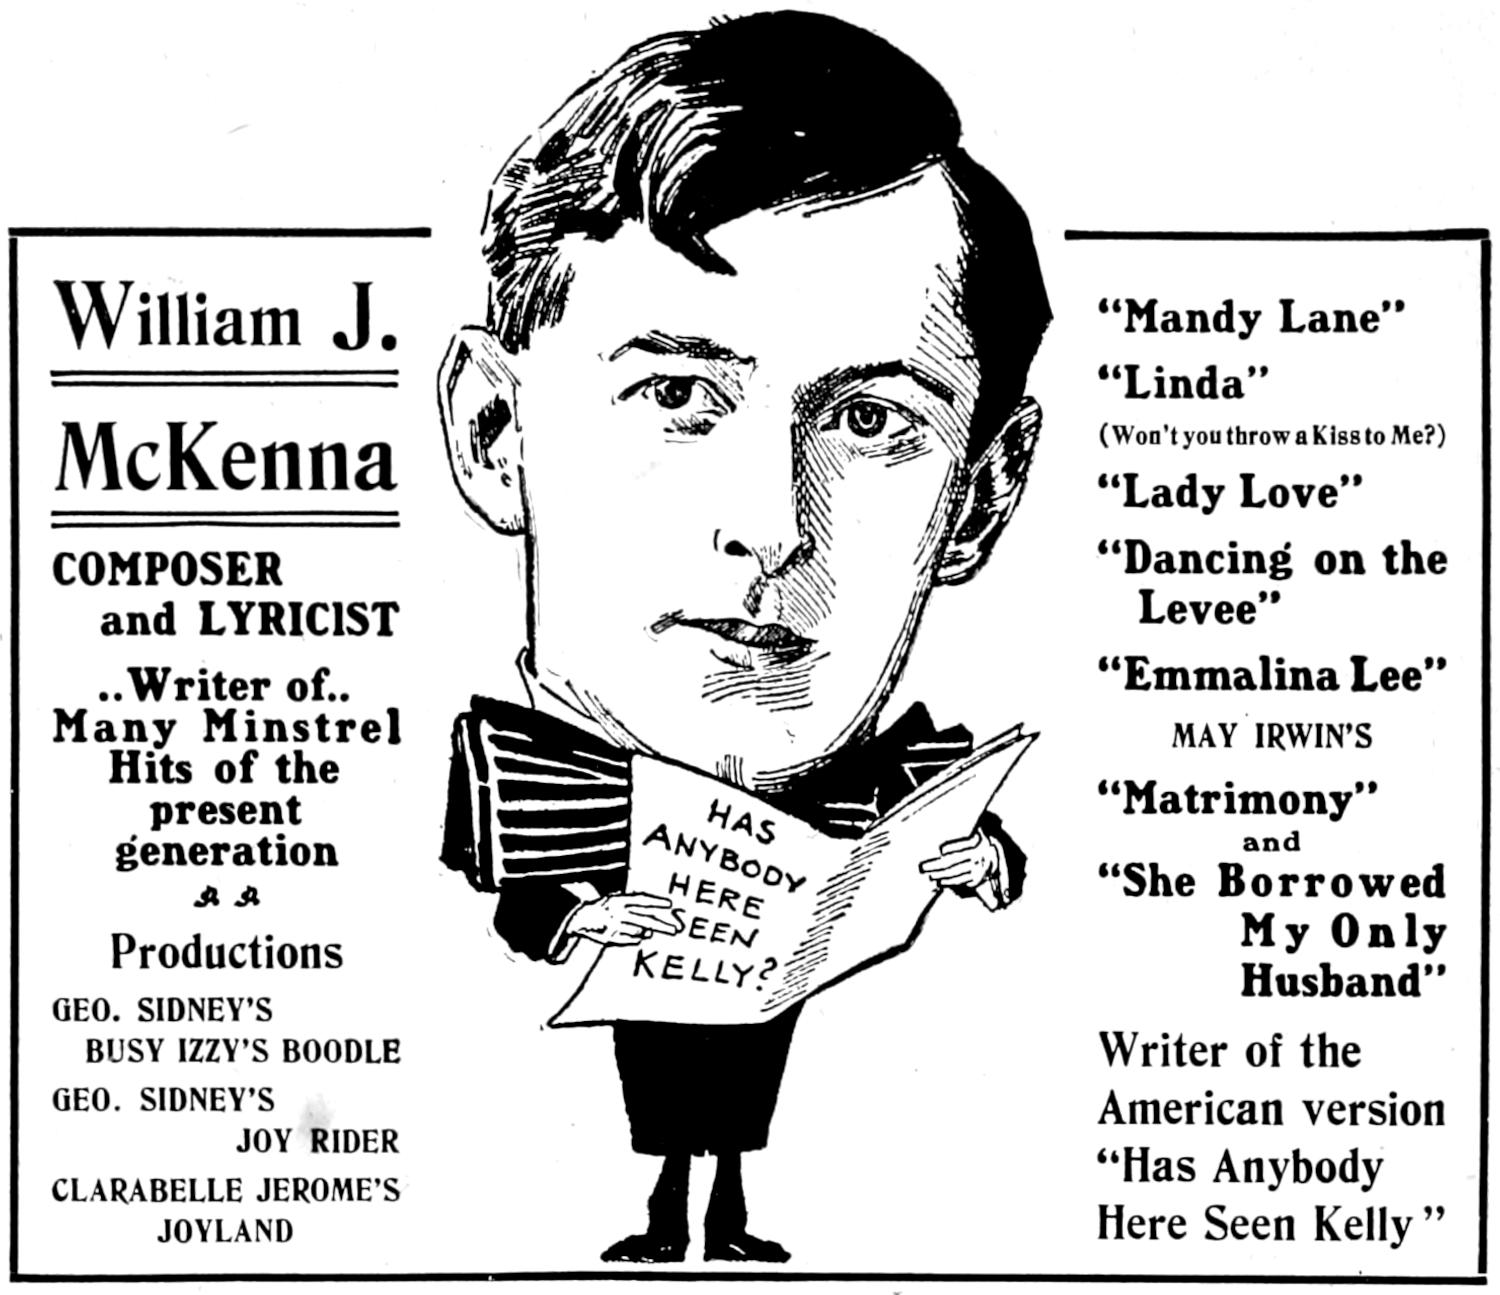 William J.
McKenna
COMPOSER
and LYRICIST
..Writer of..
Many Minstrel
Hits of the
present
generation
Productions
GEO. SIDNEY'S
BUSY IZZY'S BOODLE
GEO. SIDNEY'S
JOY RIDER
CLARABELLE JEROME'S
JOYLAND
HAS
ANYBODY
HERE
SEEN
KELLY?
"Mandy Lane"
"Linda"
(Won't you throw a Kiss to Me?)
"Lady Love"
"Dancing on the
Levee"
"Emmalina Lee"
MAY IRWIN'S
"Matrimony"
and
"She Borrowed
My Only
Husband"
Writer of the
American version
"Has Anybody
Here Seen Kelly"